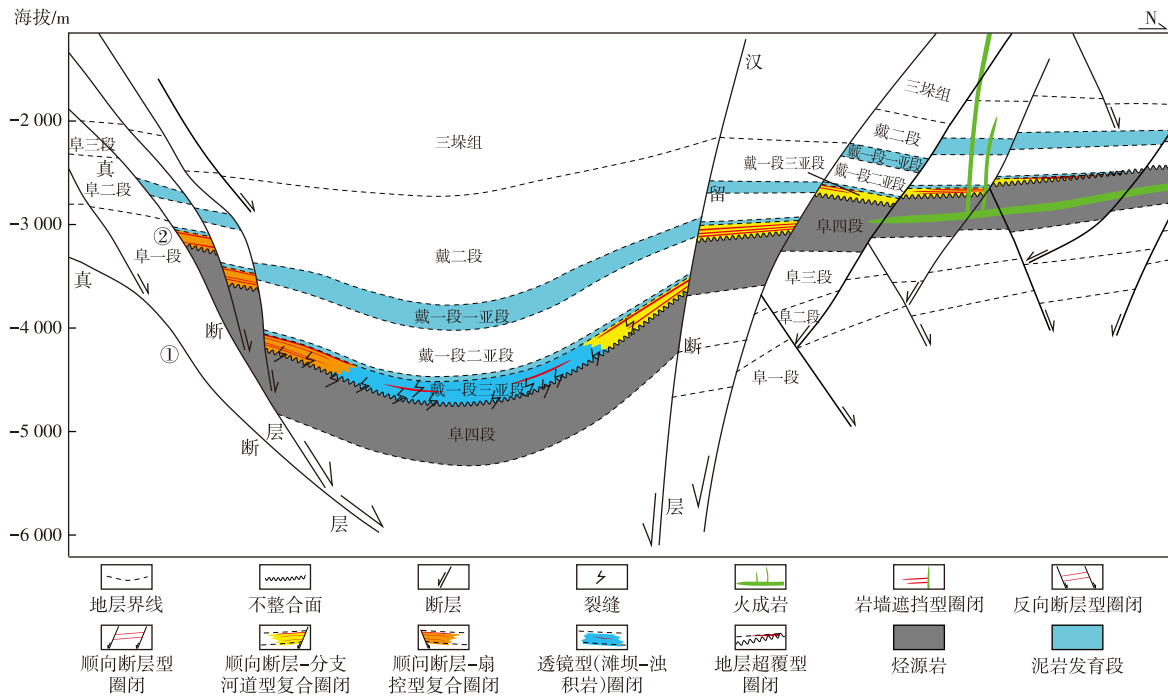 海拔/m
N
-2 000
-3 000
-4 000
-5 000
-6 000
阜三段
真
阜二段
②
阜一段
真
断
①
层
断
层
三垛组
戴二段
戴一段一亚段
戴一段二亚段
戴一段三亚段
阜四段
汉
留
断
层
三垛组
戴二段
戴一段一亚段
戴一段三亚段
戴一段二亚段
阜四段
阜三段
阜二段
阜一段
地层界线
不整合面
断层
裂缝
火成岩
岩墙遮挡型圈闭
反向断层型圈闭
顺向断层型
圈闭
顺向断层-分支
河道型复合圈闭
顺问断层-扇
控型复合圈闭
透镜型(滩坝-浊
积岩)圈闭
地层超覆型
圈闭
烃源岩
泥岩发育段